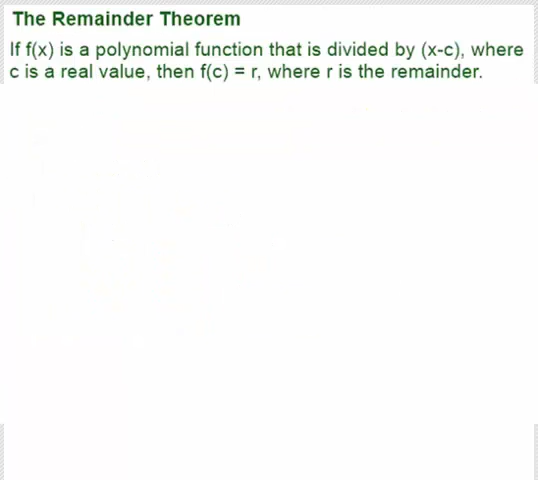 The Remainder Theorem
If f(x) is a polynomial function that is divided by (x-c), where
c is a real value, then f(c) = r, where r is the remainder.